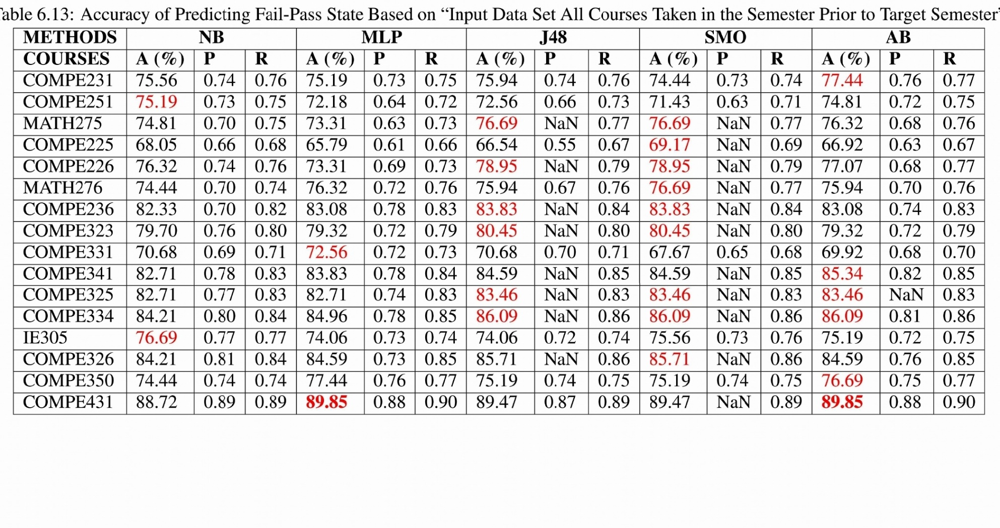 able 6.13: Accuracy of Predicting Fail-Pass State Based on “Input Data Set All Courses Taken in the Semester Prior to Target Semester”
METHODS NB MLP J48 SMO AB
COURSES A (%) P R A (%) P R A (%) P R A (%) P R A (%) P R
COMPE231 75.56 0.74 0.76 75.19 0.73 0.75 75.94 0.74 0.76 74.44 0.73 0.74 77.44 0.76 0.77
COMPE251 75.19 0.73 0.75 72.18 0.64 0.72 72.56 0.66 0.73 71.43 0.63 0.71 74.81 0.72 0.75
MATH275 74.81 0.70 0.75 73.31 0.63 0.73 76.69 NaN 0.77 76.69 NaN 0.77 76.32 0.68 0.76
COMPE225 68.05 0.66 0.68 65.79 0.61 0.66 66.54 0.55 0.67 69.17 NaN 0.69 66.92 0.63 0.67
COMPE226 76.32 0.74 0.76 73.31 0.69 0.73 78.95 NaN 0.79 78.95 NaN 0.79 77.07 0.68 0.77
MATH276 74.44 0.70 0.74 76.32 0.72 0.76 75.94 0.67 0.76 76.69 NaN 0.77 75.94 0.70 0.76
COMPE236 82.33 0.70 0.82 83.08 0.78 0.83 83.83 NaN 0.84 83.83 NaN 0.84 83.08 0.74 0.83
COMPE323 79.70 0.76 0.80 79.32 0.72 0.79 80.45 NaN 0.80 80.45 NaN 0.80 79.32 0.72 0.79
COMPE331 70.68 0.69 0.71 72.56 0.72 0.73 70.68 0.70 0.71 67.67 0.65 0.68 69.92 0.68 0.70
COMPE341 82.71 0.78 0.83 83.83 0.78 0.84 84.59 NaN 0.85 84.59 NaN 0.85 85.34 0.82 0.85
COMPE325 82.71 0.77 0.83 82.71 0.74 0.83 83.46 NaN 0.83 83.46 NaN 0.83 83.46 NaN 0.83
COMPE334 84.21 0.80 0.84 84.96 0.78 0.85 86.09 NaN 0.86 86.09 NaN 0.86 86.09 0.81 0.86
IE305 76.69 0.77 0.77 74.06 0.73 0.74 74.06 0.72 0.74 75.56 0.73 0.76 75.19 0.72 0.75
COMPE326 84.21 0.81 0.84 84.59 0.73 0.85 85.71 NaN 0.86 85.71 NaN 0.86 84.59 0.76 0.85
COMPE350 74.44 0.74 0.74 77.44 0.76 0.77 75.19 0.74 0.75 75.19 0.74 0.75 76.69 0.75 0.77
COMPE431 88.72 0.89 0.89 89.85 0.88 0.90 89.47 0.87 0.89 89.47 NaN 0.89 89.85 0.88 0.90